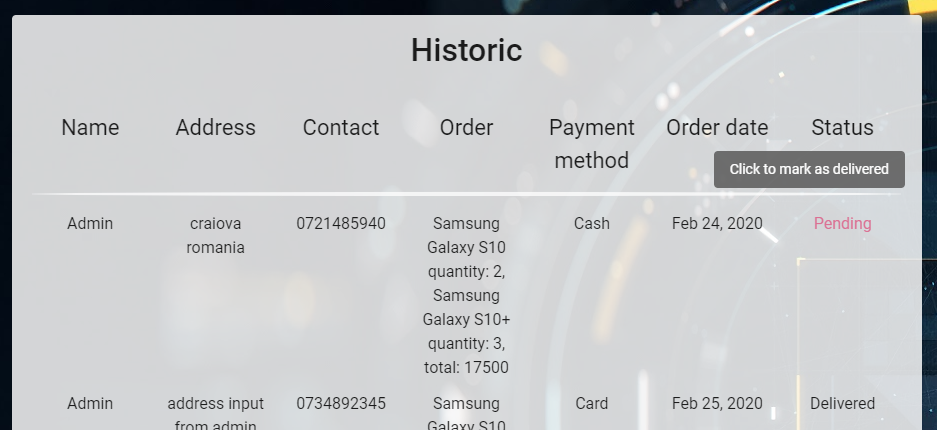 Historic
Name Address Contact Order Payment method Order date Status
Click to mark as delivered
Admin craiova romania 0721485940 Samsung Galaxy S10 quantity: 2, Samsung Galaxy S10+ quantity: 3, total: 17500 Cash Feb 24, 2020 Pending
Admin address input from admin 0734892345 Samsung Galaxy S10 Card Feb 25, 2020 Delivered